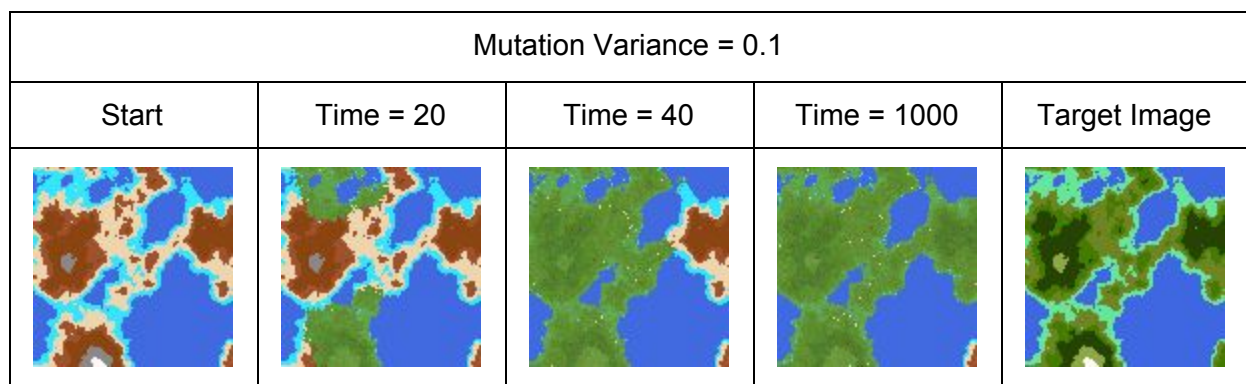 Mutation Variance = 0.1
Start
Time = 20
Time = 40
Time = 1000
Target Image